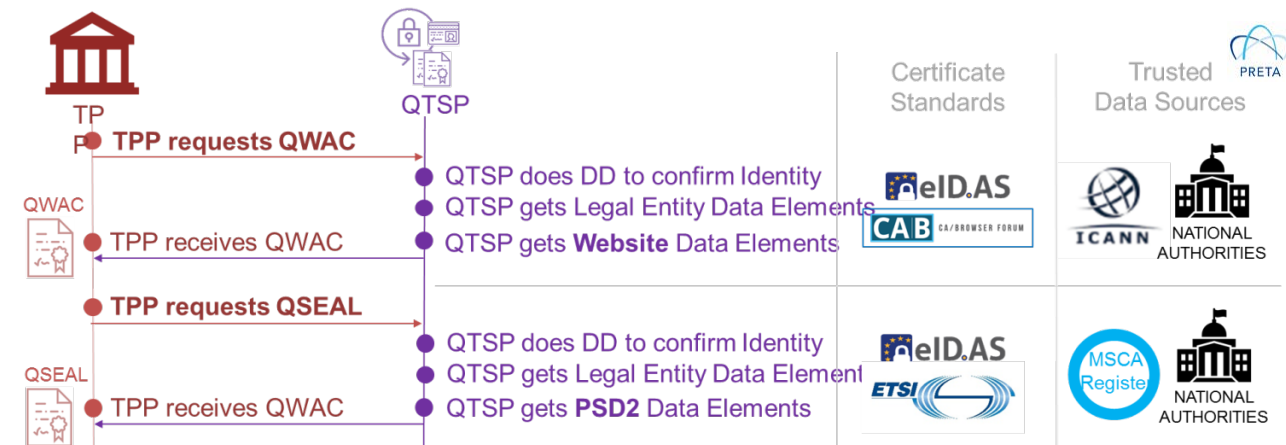 Certificate
Standards
Trusted
Data Sources
PRETA
TP
P
QTSP
TPP requests QWAC
QTSP does DD to confirm Identity
QTSP gets Legal Entity Data Elements
QTSP gets Website Data Elements
QWAC
TPP receives QWAC
eID.AS
CAB CA/BROWSER FORUM
ICANN
NATIONAL
AUTHORITIES
TPP requests QSEAL
QTSP does DD to confirm Identity
QTSP gets Legal Entity Data Element
QTSP gets PSD2 Data Elements
QSEAL
TPP receives QWAC
eID.AS
ETSI
MSCA
Register
NATIONAL
AUTHORITIES